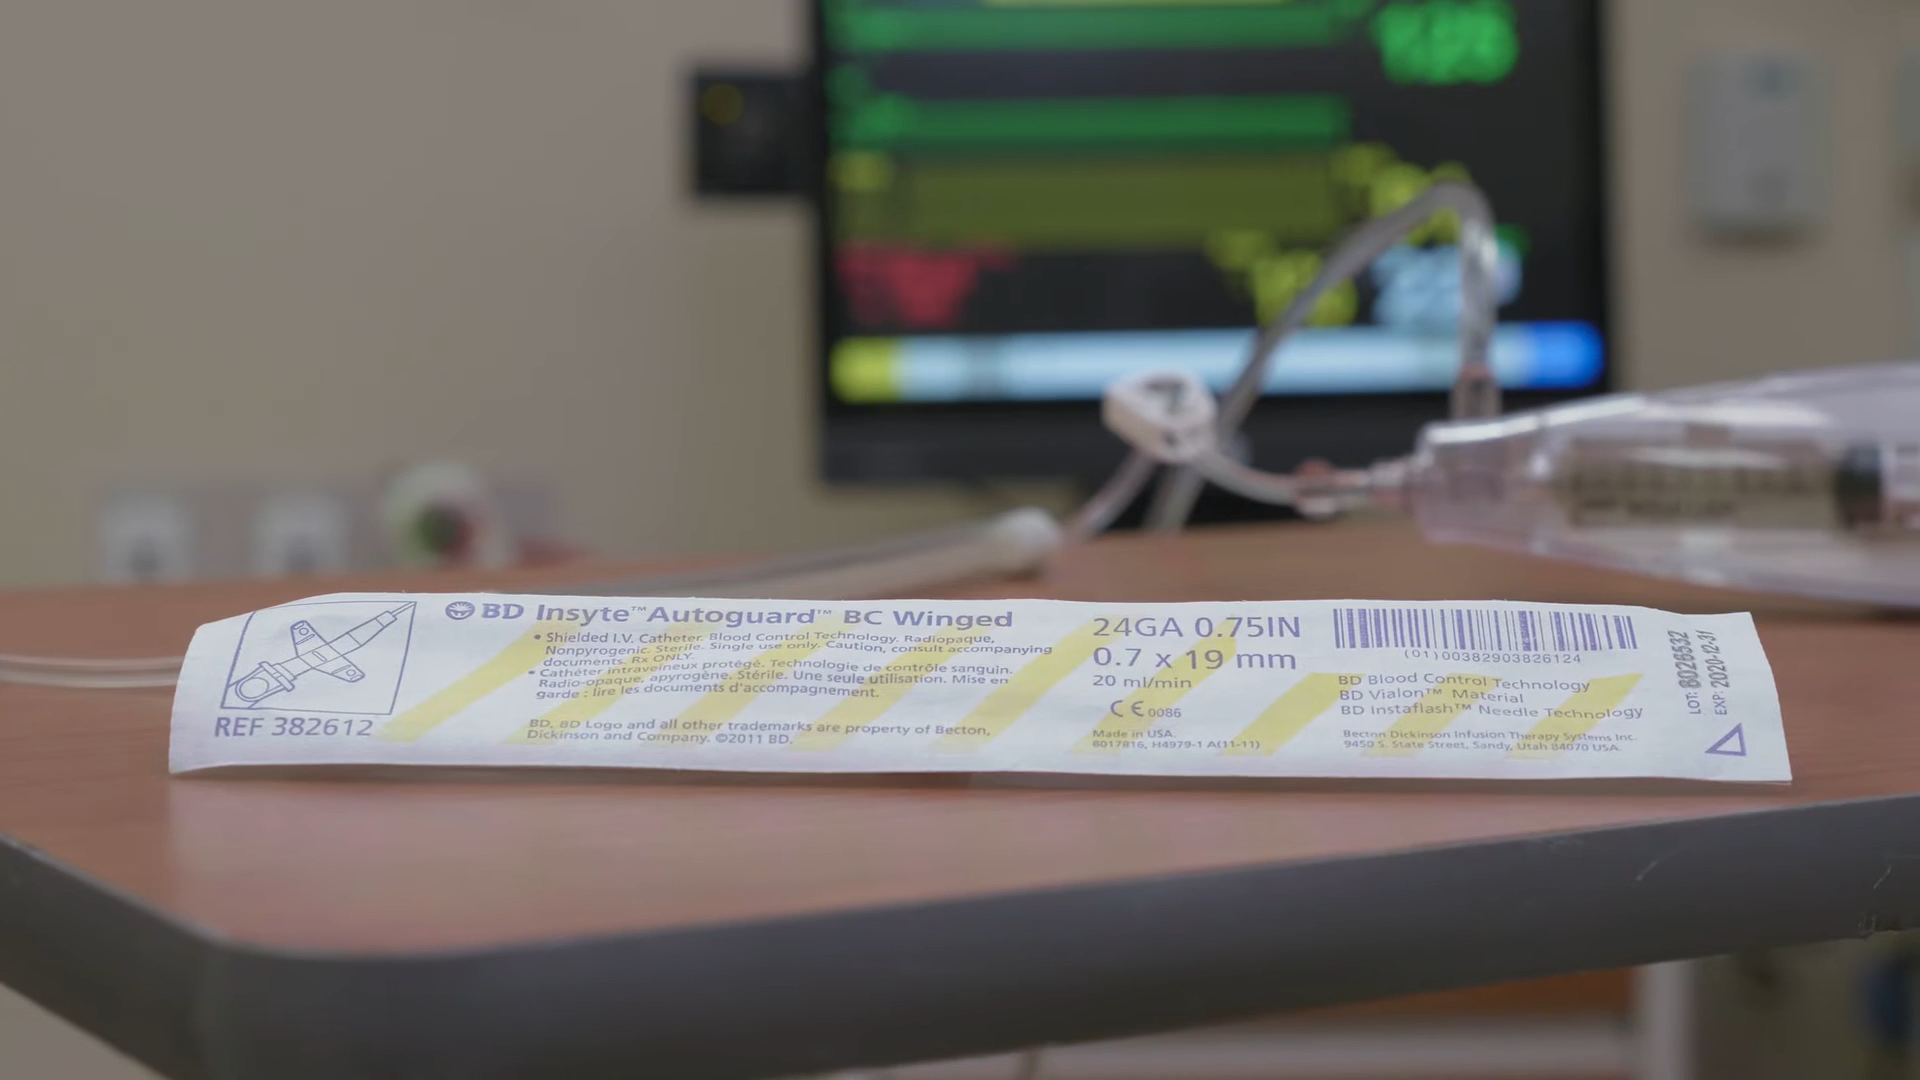 BD Insyte™ Autoguard™ BC Winged
• Shielded I.V. Catheter. Blood Control Technology. Radiopaque,
Nonpyrogenic. Sterile. Single use only. Caution, consult accompanying
documents. Rx ONLY.
• Catheter intraveineux protégé. Technologie de contrôle sanguin.
Radio-opaque, apyrogène. Stérile. Une seule utilisation. Mise en
garde : lire les documents d'accompagnement.
BD, BD Logo and all other trademarks are property of Becton,
Dickinson and Company. ©2011 BD.
REF 382612
24GA 0.75IN
0.7 x 19 mm
20 ml/min
CE 0086
Made in USA.
8017816, H4979-1 A(11-11)
(01)00382903826124
BD Blood Control Technology
BD Vialon™ Material
BD Instaflash™ Needle Technology
Becton Dickinson Infusion Therapy Systems Inc.
9450 S. State Street, Sandy, Utah 84070 USA.
LOT: 8026532
EXP: 2020-12-31